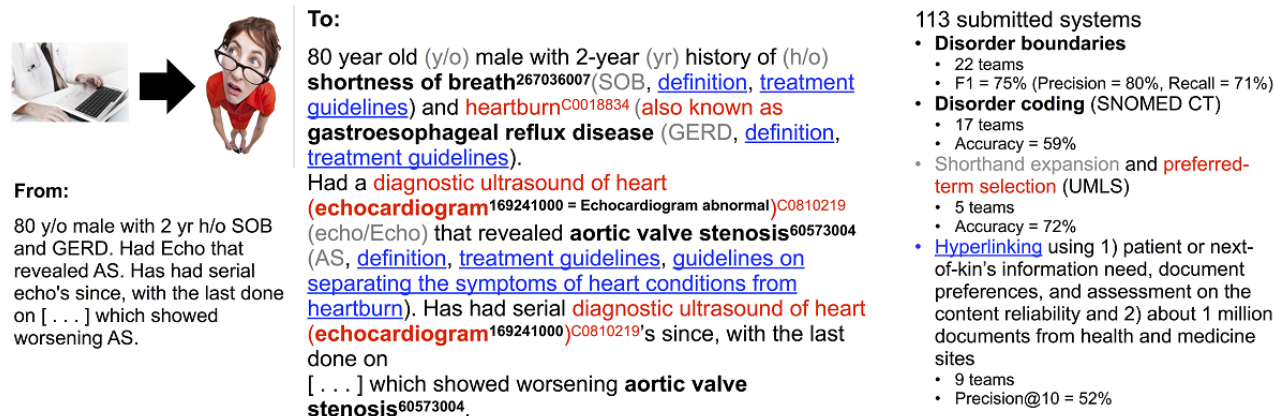 From:
80 y/o male with 2 yr h/o SOB
and GERD. Had Echo that
revealed AS. Has had serial
echo's since, with the last done
on [ . . . ] which showed
worsening AS.
To:
80 year old (y/o) male with 2-year (yr) history of (h/o)
shortness of breath267036007(SOB, definition, treatment
guidelines) and heartburnC0018834 (also known as
gastroesophageal reflux disease (GERD, definition,
treatment guidelines).
Had a diagnostic ultrasound of heart
(echocardiogram169241000 = Echocardiogram abnormal)C0810219
(echo/Echo) that revealed aortic valve stenosis60573004
(AS, definition, treatment guidelines, guidelines on
separating the symptoms of heart conditions from
heartburn). Has had serial diagnostic ultrasound of heart
(echocardiogram169241000)C0810219's since, with the last
done on
[ . . . ] which showed worsening aortic valve
stenosis60573004.
113 submitted systems
• Disorder boundaries
• 22 teams
• F1 = 75% (Precision = 80%, Recall = 71%)
• Disorder coding (SNOMED CT)
• 17 teams
• Accuracy = 59%
• Shorthand expansion and preferred-
term selection (UMLS)
• 5 teams
• Accuracy = 72%
• Hyperlinking using 1) patient or next-
of-kin's information need, document
preferences, and assessment on the
content reliability and 2) about 1 million
documents from health and medicine
sites
• 9 teams
• Precision@10 = 52%